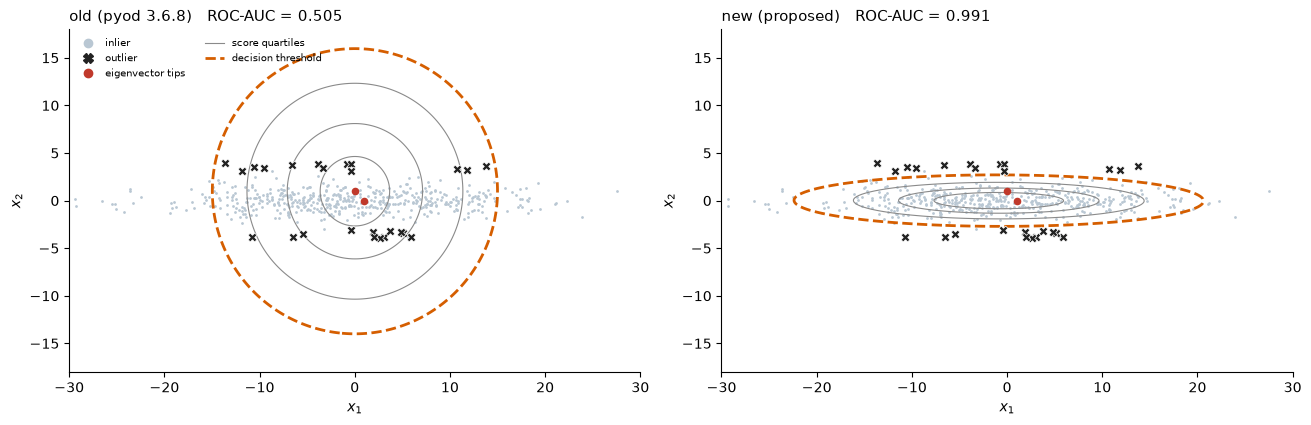 old (pyod 3.6.8)   ROC-AUC = 0.505
inlier
outlier
eigenvector tips
score quartiles
decision threshold
15
10
5
0
−5
−10
−15
x2
−30
−20
−10
0
10
20
30
x1
new (proposed)   ROC-AUC = 0.991
15
10
5
0
−5
−10
−15
x2
−30
−20
−10
0
10
20
30
x1